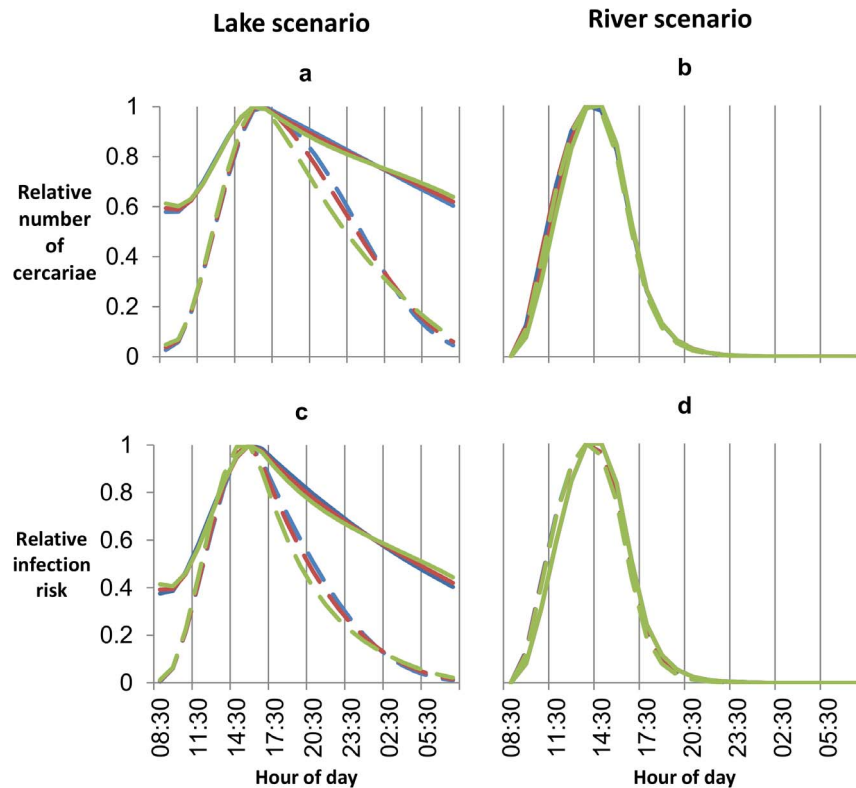 Lake scenario
River scenario
a
b
1
0.8
0.6
0.4
0.2
0
Relative
number
of
cercariae
c
d
1
0.8
0.6
0.4
0.2
0
Relative
infection
risk
08:30
11:30
14:30
17:30
20:30
23:30
02:30
05:30
08:30
11:30
14:30
17:30
20:30
23:30
02:30
05:30
Hour of day
Hour of day